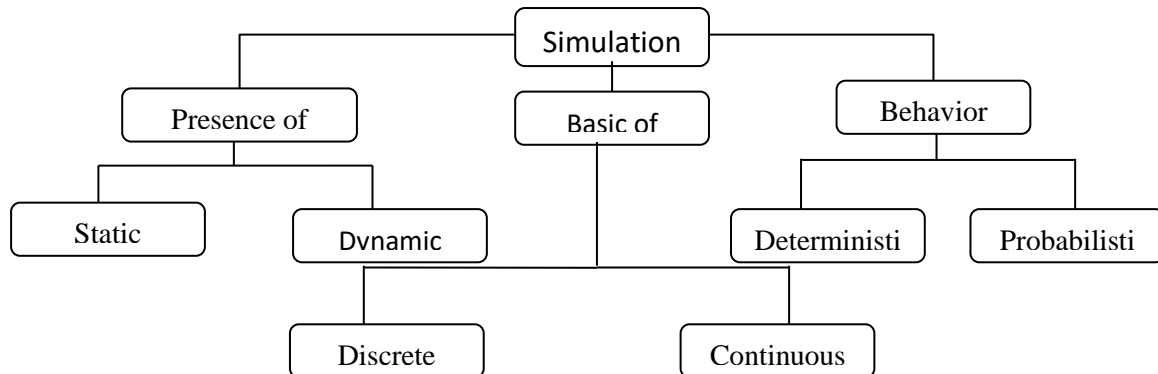 Simulation
Presence of
Basic of
Behavior
Static
Dynamic
Deterministi
Probabilisti
Discrete
Continuous